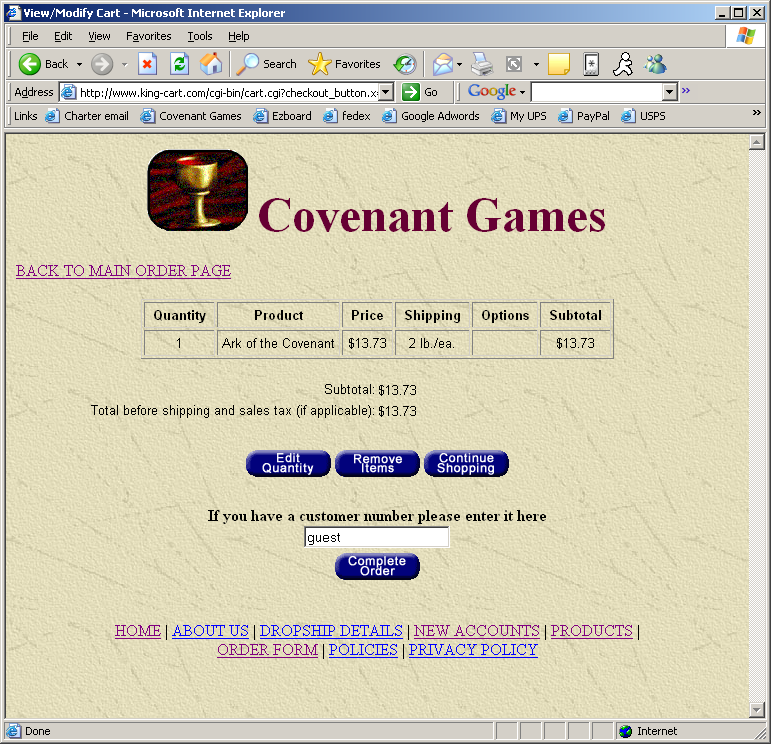 View/Modify Cart - Microsoft Internet Explorer
File Edit View Favorites Tools Help
Back Search Favorites
Address http://www.king-cart.com/cgi-bin/cart.cgi?checkout_button.x= Go Google
Links Charter email Covenant Games Ezboard fedex Google Adwords My UPS PayPal USPS »
Covenant Games
BACK TO MAIN ORDER PAGE
Quantity Product Price Shipping Options Subtotal
1 Ark of the Covenant $13.73 2 lb./ea. $13.73
Subtotal: $13.73
Total before shipping and sales tax (if applicable): $13.73
Edit Quantity Remove Items Continue Shopping
If you have a customer number please enter it here
guest
Complete Order
HOME | ABOUT US | DROPSHIP DETAILS | NEW ACCOUNTS | PRODUCTS |
ORDER FORM | POLICIES | PRIVACY POLICY
Done Internet